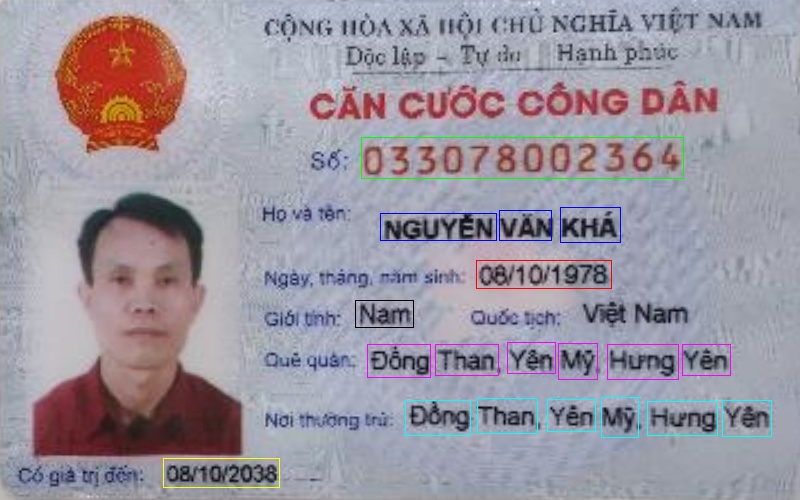 CỘNG HÒA XÃ HỘI CHỦ NGHĨA VIỆT NAM
Độc lập - Tự do Hạnh phúc
CĂN CƯỚC CÔNG DÂN
Số: 033078002364
Họ và tên:
NGUYỄN VĂN KHÁ
Ngày, tháng, năm sinh: 08/10/1978
Giới tính: Nam Quốc tịch: Việt Nam
Quê quán: Đồng Than, Yên Mỹ, Hưng Yên
Nơi thường trú: Đồng Than, Yên Mỹ, Hưng Yên
Có giá trị đến: 08/10/2038